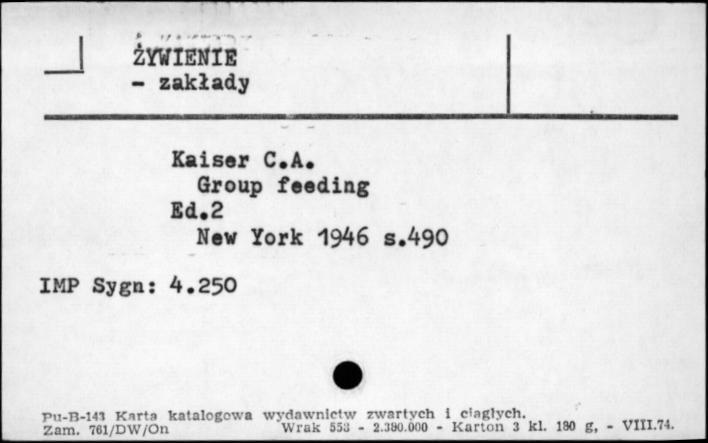 ŻYWIENIE
- zakłady
Kaiser C.A.
Group feeding
Ed.2
New York 1946 s.490
IMP Sygn: 4.250
Pu-B-143 Karta katalogowa wydawnictw zwartych i ciągłych.
Zam. 761/DW/On Wrak 553 - 2.380.000 - Karton 3 kl. 180 g, - VIII.74.